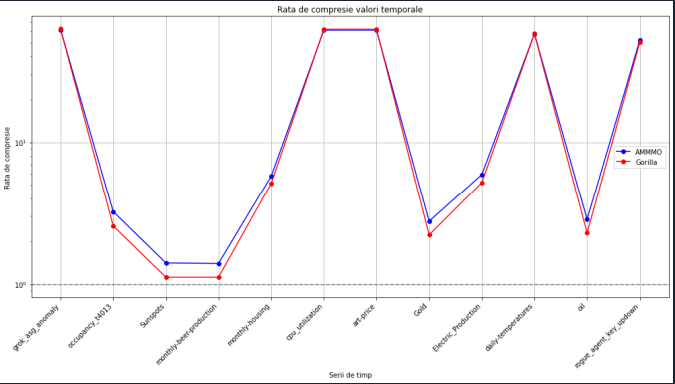 Rata de compresie valori temporale
Rata de compresie
10¹
10⁰
AMMMO
Gorilla
grok_asg_anomaly
occupancy_t4013
Sunspots
monthly-beer-production
monthly-housing
cpu_utilization
art-price
Gold
Electric_Production
daily-temperatures
oil
rogue_agent_key_updown
Serii de timp